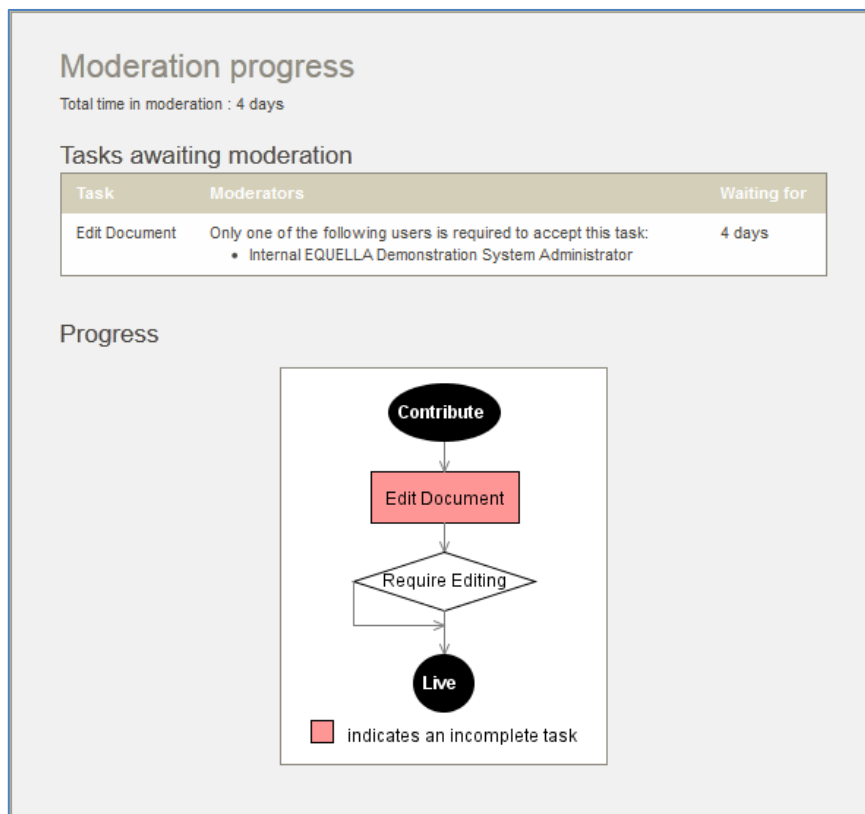 Moderation progress
Total time in moderation : 4 days
Tasks awaiting moderation
Task Moderators Waiting for
Edit Document Only one of the following users is required to accept this task: 4 days
• Internal EQUELLA Demonstration System Administrator
Progress
Contribute
Edit Document
Require Editing
Live
indicates an incomplete task